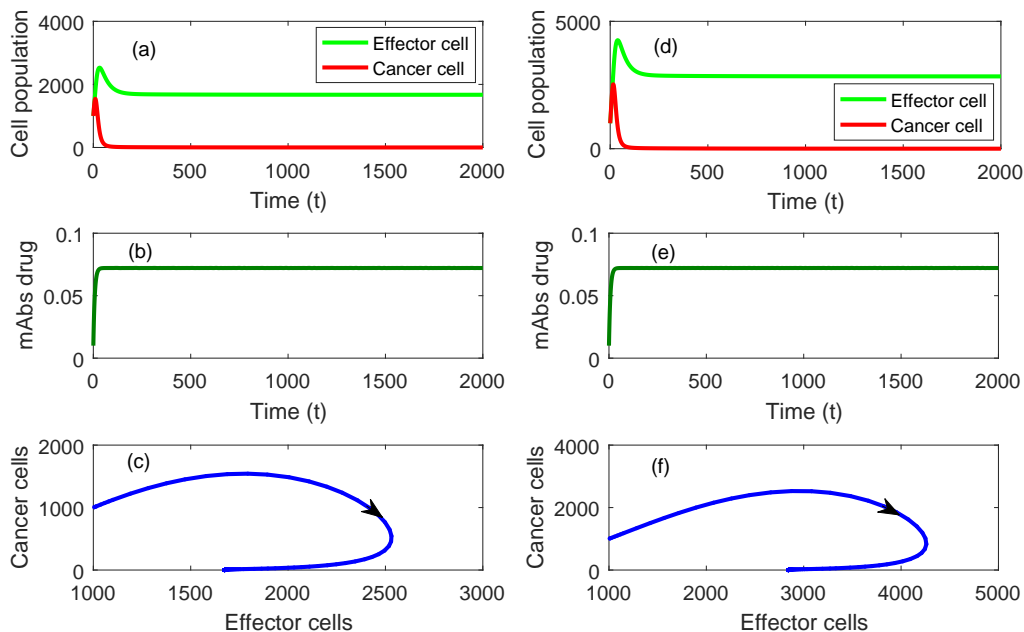 4000
2000
0
Cell population
(a)
Effector cell
Cancer cell
0 500 1000 1500 2000
Time (t)
0.1
0.05
0
mAbs drug
(b)
0 500 1000 1500 2000
Time (t)
2000
1000
0
Cancer cells
(c)
1000 1500 2000 2500 3000
Effector cells
5000
0
Cell population
(d)
Effector cell
Cancer cell
0 500 1000 1500 2000
Time (t)
0.1
0.05
0
mAbs drug
(e)
0 500 1000 1500 2000
Time (t)
4000
2000
0
Cancer cells
(f)
1000 2000 3000 4000 5000
Effector cells